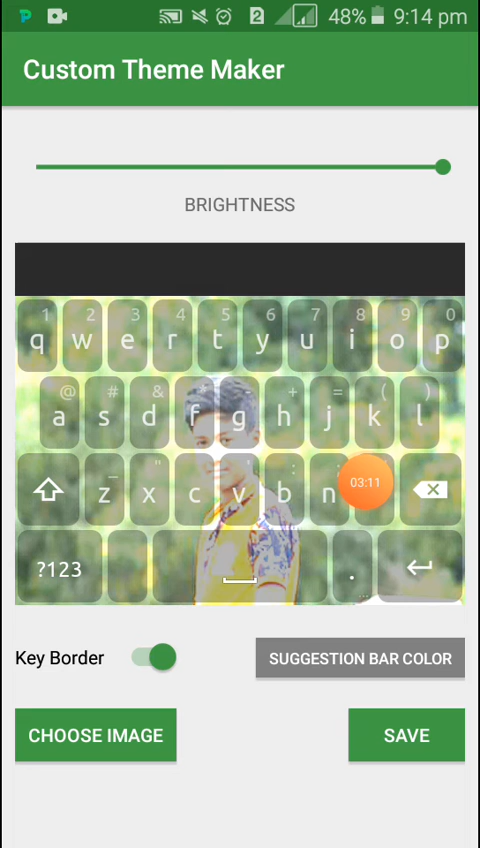 2 48% 9:14 pm
Custom Theme Maker
BRIGHTNESS
1 2 3 4 5 6 7 8 9 0
q w e r t y u i o p
@ # & * - + = ( )
a s d f g h j k l
_ " ' : ;
z x c v b n 03:11
?123 .
Key Border
SUGGESTION BAR COLOR
CHOOSE IMAGE
SAVE